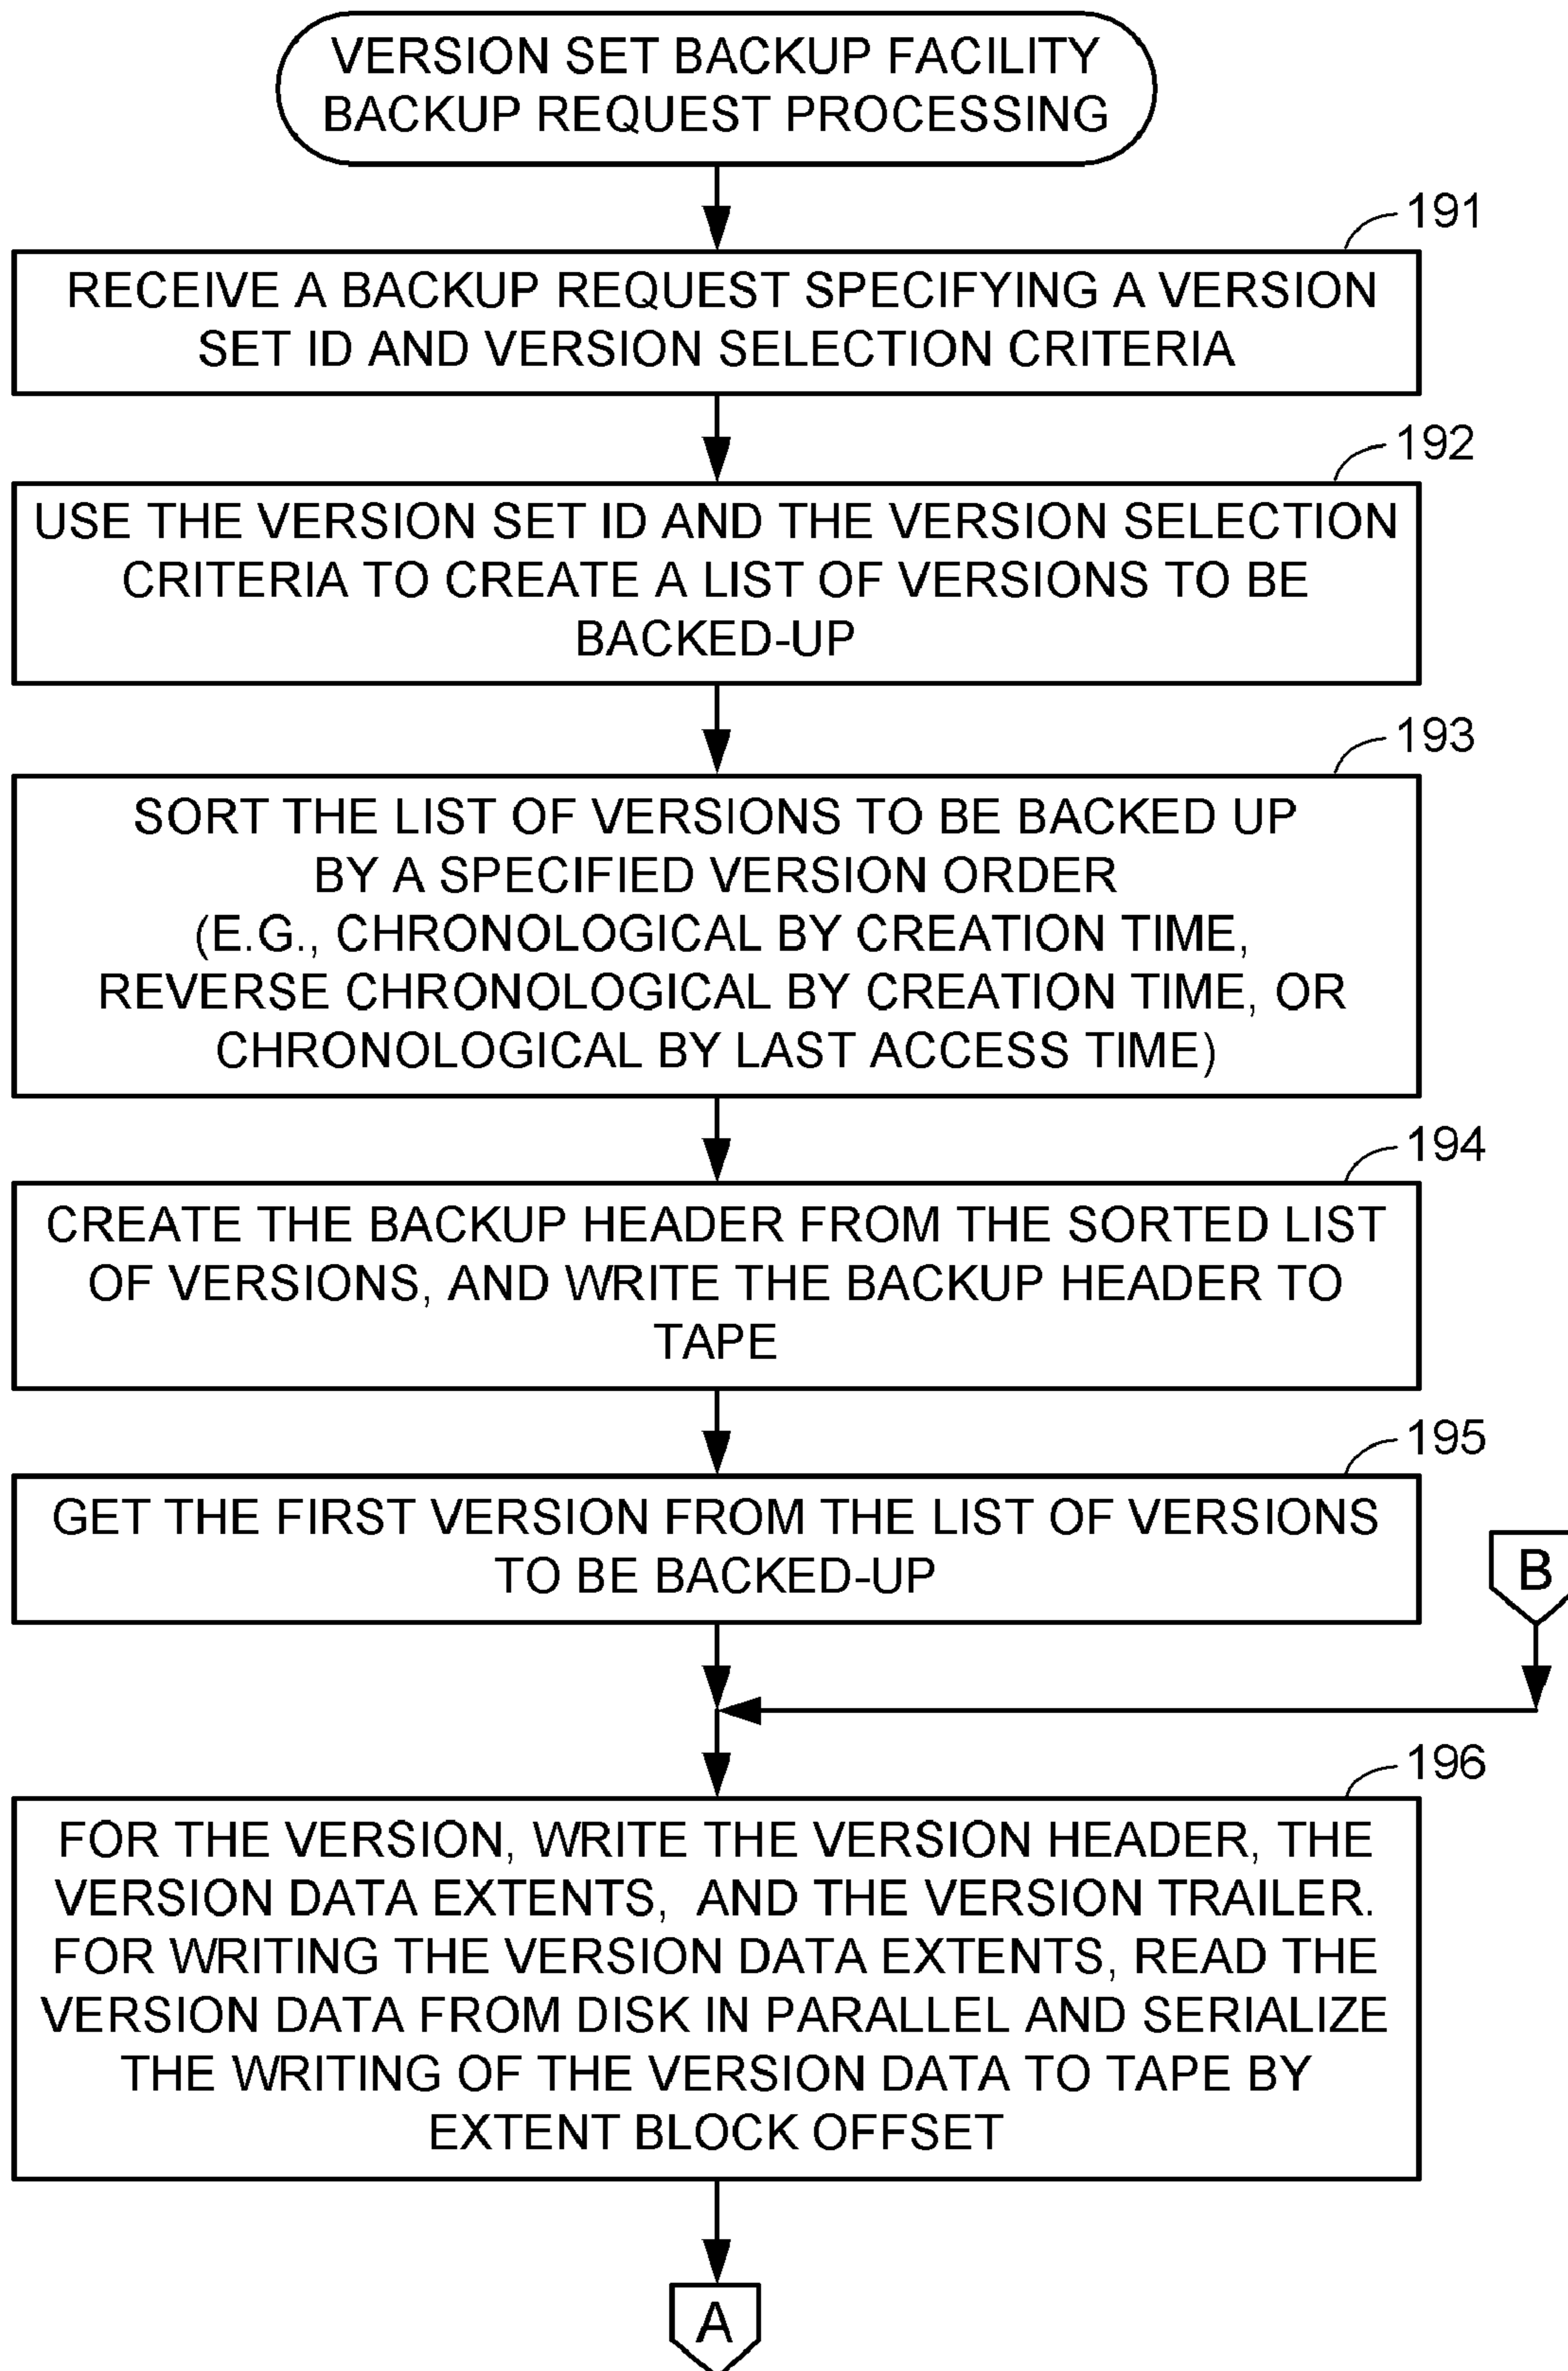 VERSION SET BACKUP FACILITY
BACKUP REQUEST PROCESSING
191
RECEIVE A BACKUP REQUEST SPECIFYING A VERSION
SET ID AND VERSION SELECTION CRITERIA
192
USE THE VERSION SET ID AND THE VERSION SELECTION
CRITERIA TO CREATE A LIST OF VERSIONS TO BE
BACKED-UP
193
SORT THE LIST OF VERSIONS TO BE BACKED UP
BY A SPECIFIED VERSION ORDER
(E.G., CHRONOLOGICAL BY CREATION TIME,
REVERSE CHRONOLOGICAL BY CREATION TIME, OR
CHRONOLOGICAL BY LAST ACCESS TIME)
194
CREATE THE BACKUP HEADER FROM THE SORTED LIST
OF VERSIONS, AND WRITE THE BACKUP HEADER TO
TAPE
195
GET THE FIRST VERSION FROM THE LIST OF VERSIONS
TO BE BACKED-UP
B
196
FOR THE VERSION, WRITE THE VERSION HEADER, THE
VERSION DATA EXTENTS, AND THE VERSION TRAILER.
FOR WRITING THE VERSION DATA EXTENTS, READ THE
VERSION DATA FROM DISK IN PARALLEL AND SERIALIZE
THE WRITING OF THE VERSION DATA TO TAPE BY
EXTENT BLOCK OFFSET
A